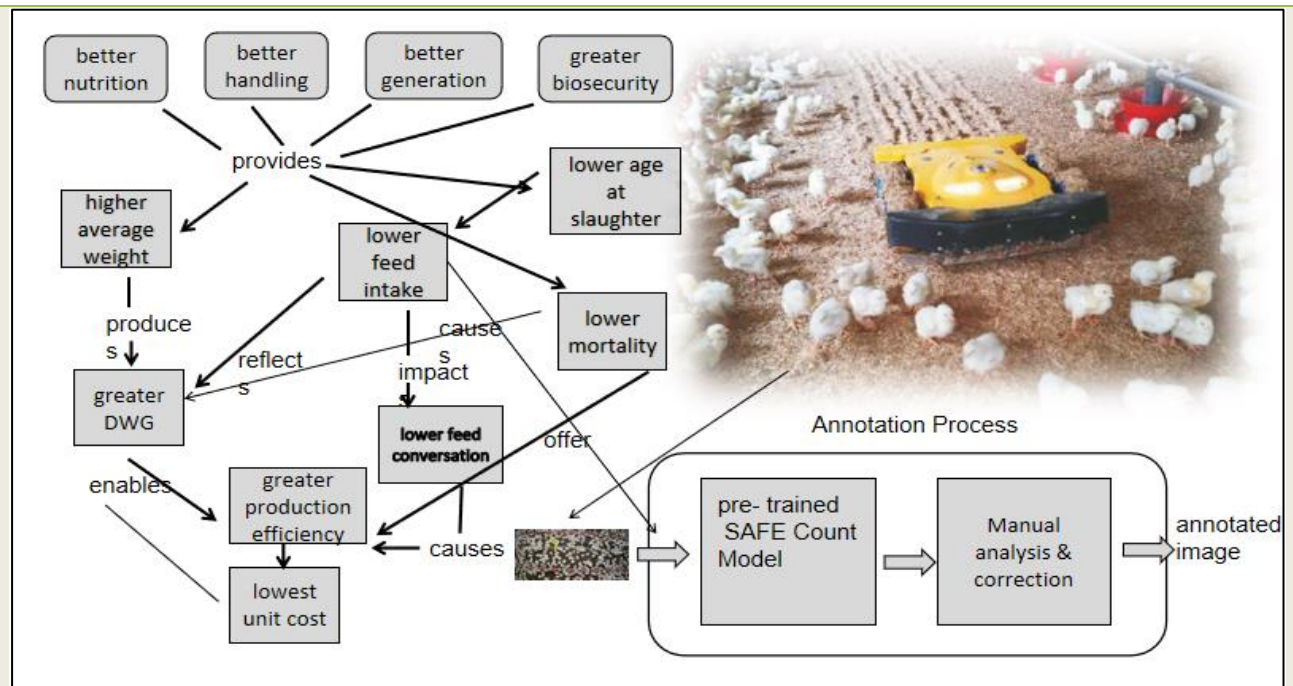 better
nutrition
better
handling
better
generation
greater
biosecurity
provides
lower age
at
slaughter
higher
average
weight
lower
feed
intake
lower
mortality
produce
s
reflect
s
cause
s
impact
s
greater
DWG
lower feed
conversation
offer
enables
greater
production
efficiency
causes
lowest
unit cost
Annotation Process
pre- trained
SAFE Count
Model
Manual
analysis &
correction
annotated
image